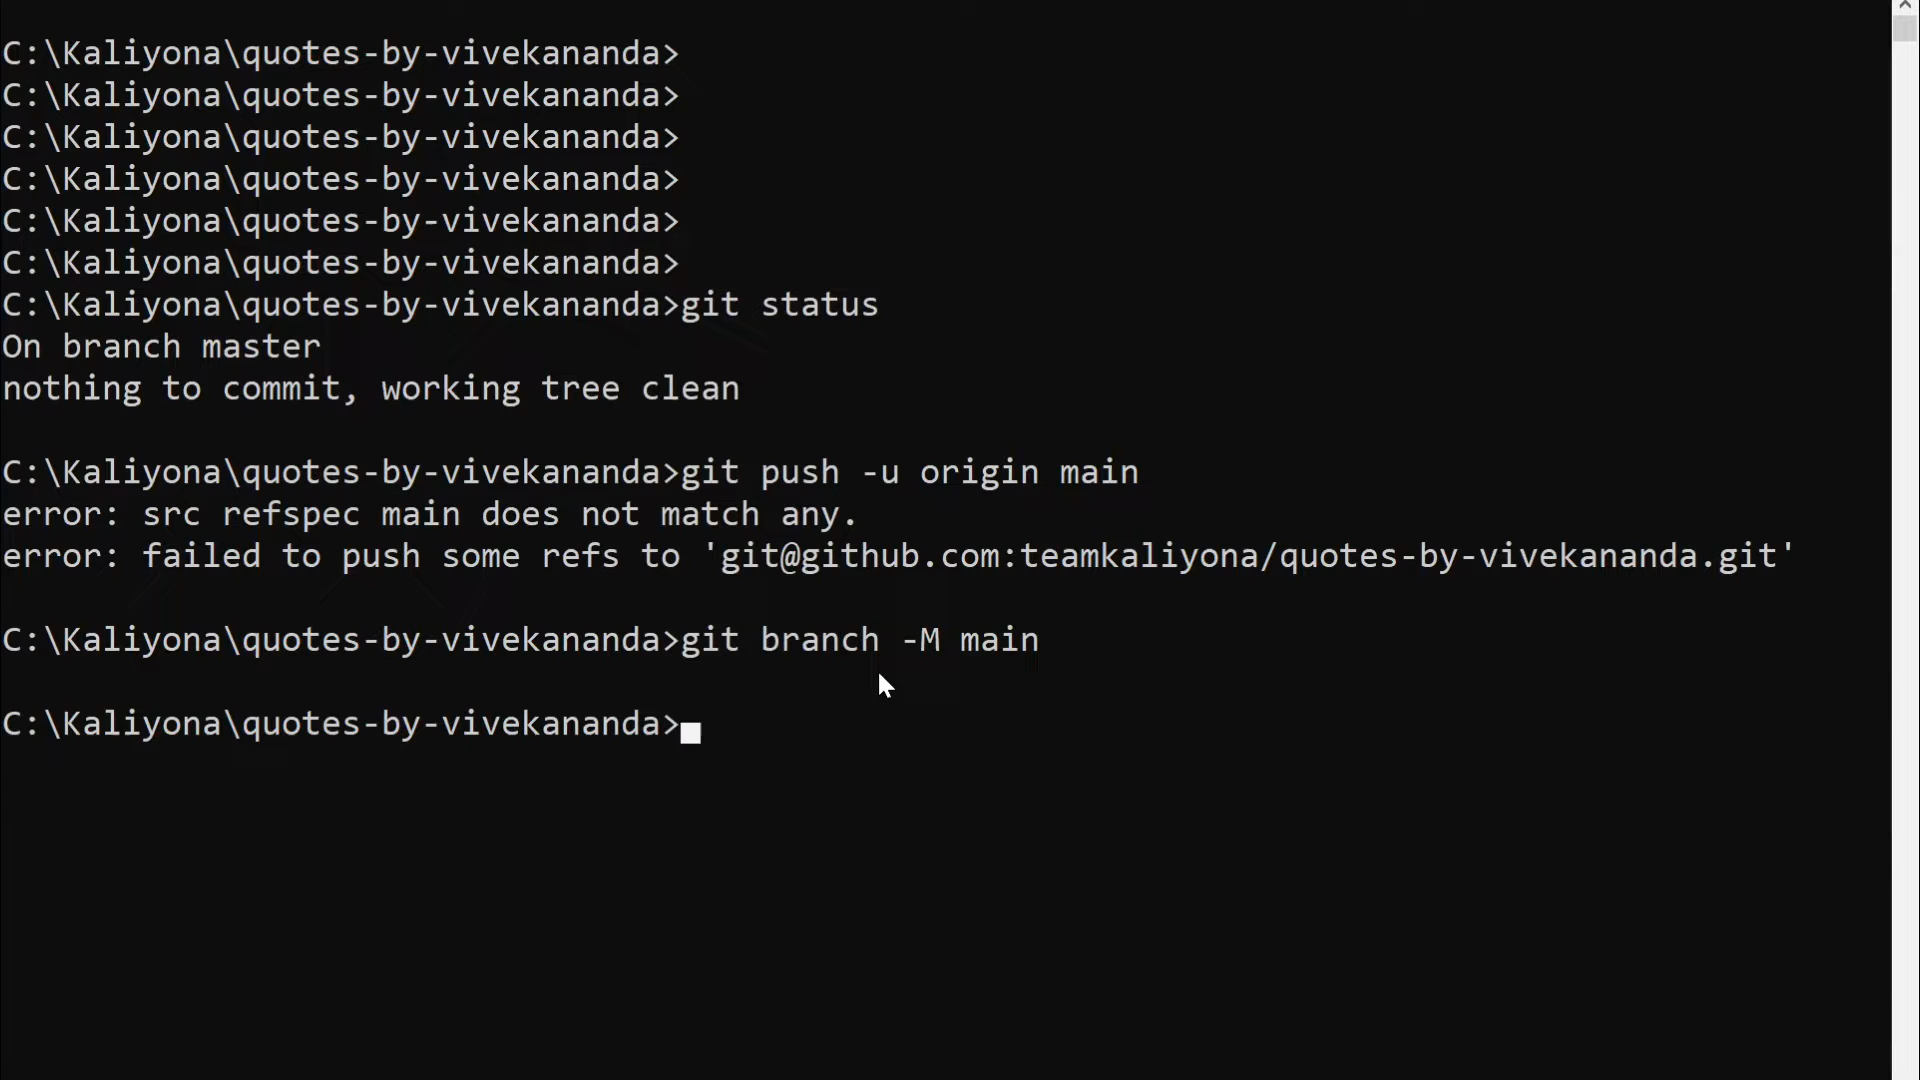 C:\Kaliyona\quotes-by-vivekananda>
C:\Kaliyona\quotes-by-vivekananda>
C:\Kaliyona\quotes-by-vivekananda>
C:\Kaliyona\quotes-by-vivekananda>
C:\Kaliyona\quotes-by-vivekananda>
C:\Kaliyona\quotes-by-vivekananda>
C:\Kaliyona\quotes-by-vivekananda>git status
On branch master
nothing to commit, working tree clean
C:\Kaliyona\quotes-by-vivekananda>git push -u origin main
error: src refspec main does not match any.
error: failed to push some refs to 'git@github.com:teamkaliyona/quotes-by-vivekananda.git'
C:\Kaliyona\quotes-by-vivekananda>git branch -M main
C:\Kaliyona\quotes-by-vivekananda>